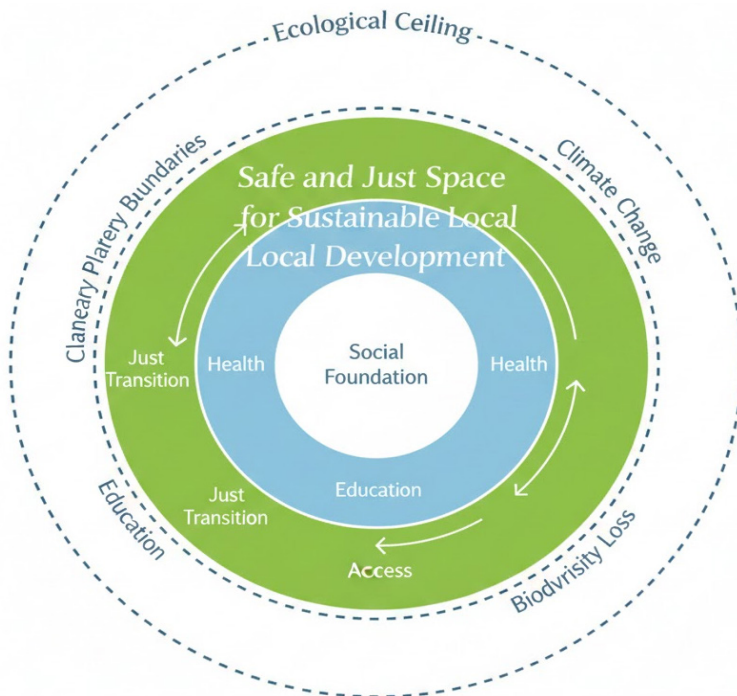 Ecological Ceiling
Claneary Platery Bundaries
Climate Change
Safe and Just Space
for Sustainable Local
Local Development
Just
Transition
Health
Social
Foundation
Health
Education
Just
Transition
Education
Access
Biodvrisity Loss